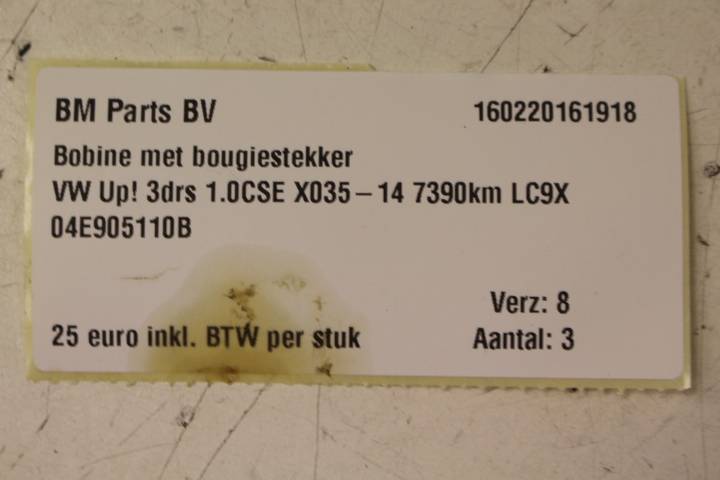 BM Parts BV 160220161918
Bobine met bougiestekker
VW Up! 3drs 1.0CSE X035-14 7390km LC9X
04E905110B
Verz: 8
25 euro inkl. BTW per stuk Aantal: 3